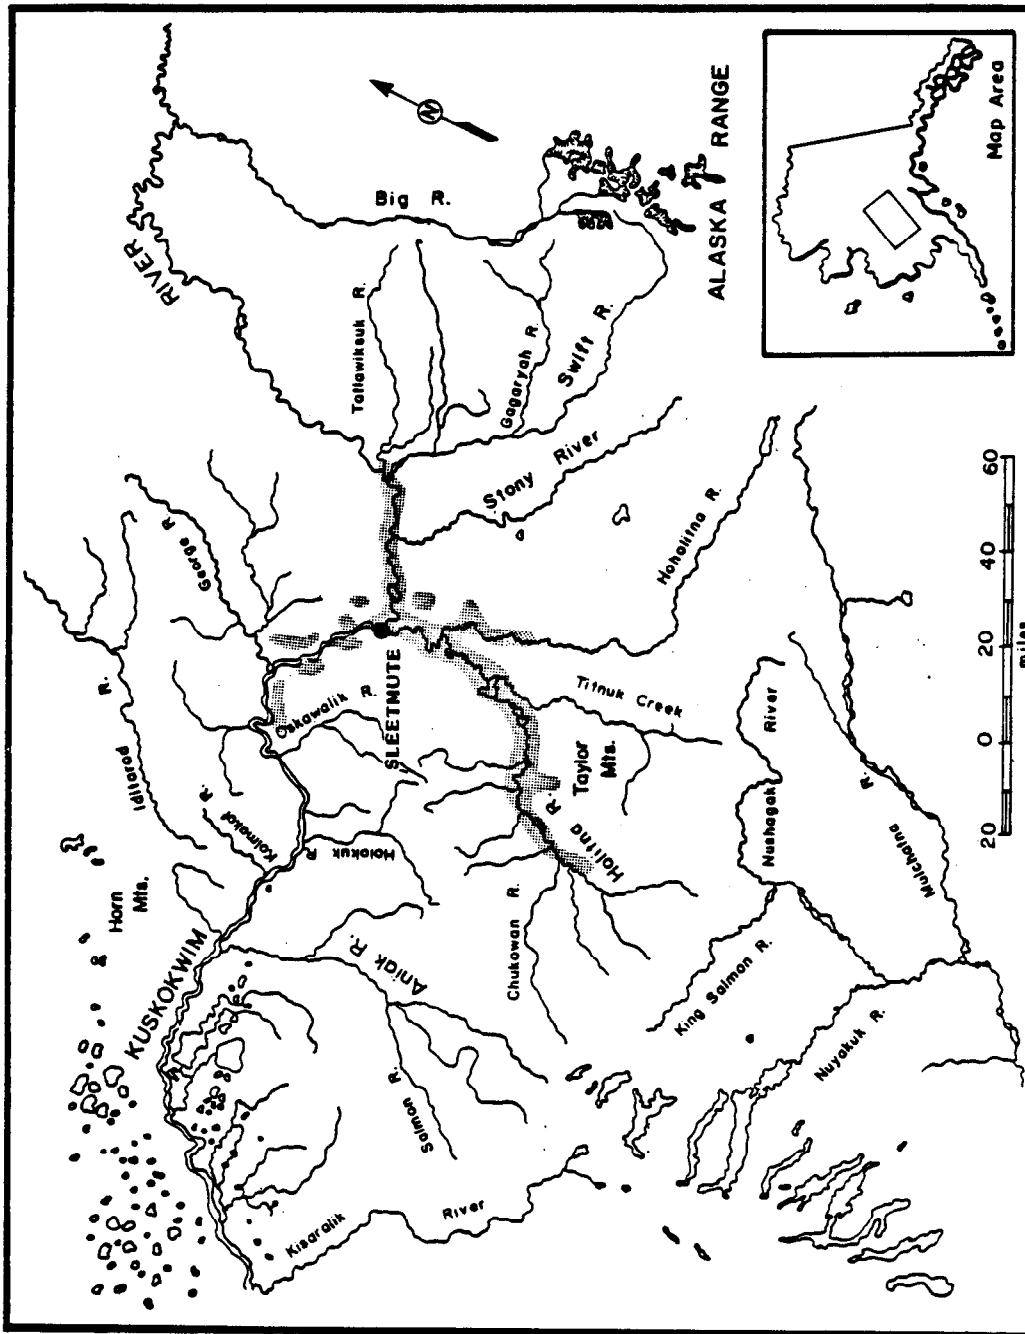 RIVER
Big R.
N
ALASKA RANGE
Map Area
Tatlawiksuk R.
Gagaryah R.
Swift R.
Stony River
George R.
Iditarod R.
Oskawalik R.
SLEETMUTE
Hoholitna R.
Titnuk Creek
Taylor
Mts.
Holitna R.
Kolmakof R.
Holokuk R.
Horn
Mts.
KUSKOKWIM
Aniak R.
Chukowan R.
Nushagak River
Mulchatna R.
King Salmon R.
Nuyakuk R.
Salmon R.
Kisaralik River
20 0 20 40 60
miles